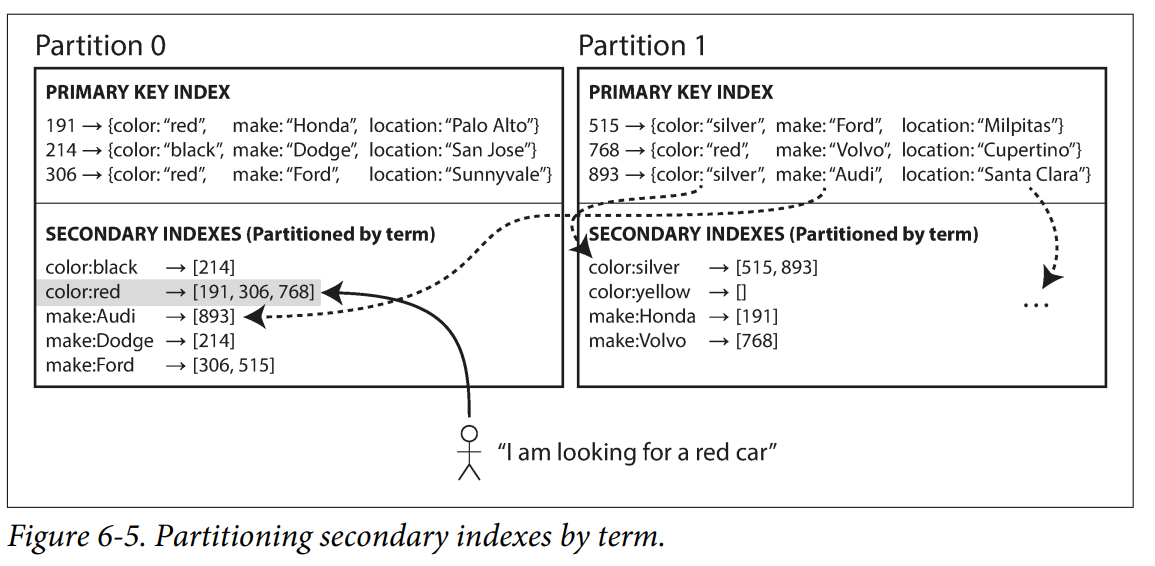 Partition 0
PRIMARY KEY INDEX
191 → {color: “red”, make: “Honda”, location: “Palo Alto”}
214 → {color: “black”, make: “Dodge”, location: “San Jose”}
306 → {color: “red”, make: “Ford”, location: “Sunnyvale”}
SECONDARY INDEXES (Partitioned by term)
color:black → [214]
color:red → [191, 306, 768]
make:Audi → [893]
make:Dodge → [214]
make:Ford → [306, 515]
Partition 1
PRIMARY KEY INDEX
515 → {color: “silver”, make: “Ford”, location: “Milpitas”}
768 → {color: “red”, make: “Volvo”, location: “Cupertino”}
893 → {color: “silver”, make: “Audi”, location: “Santa Clara”}
SECONDARY INDEXES (Partitioned by term)
color:silver → [515, 893]
color:yellow → []
make:Honda → [191]
make:Volvo → [768]
...
“I am looking for a red car”
Figure 6-5. Partitioning secondary indexes by term.